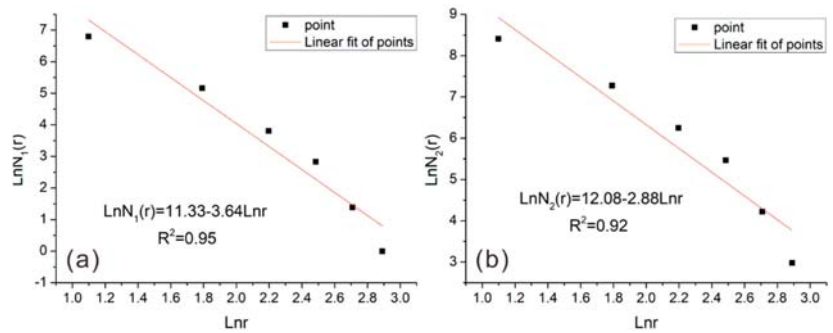 7
6
5
4
3
2
1
0
-1
LnN₁(r)
point
Linear fit of points
LnN₁(r)=11.33-3.64Lnr
R²=0.95
(a)
1.0 1.2 1.4 1.6 1.8 2.0 2.2 2.4 2.6 2.8 3.0
Lnr
9
8
7
6
5
4
3
LnN₂(r)
point
Linear fit of points
LnN₂(r)=12.08-2.88Lnr
R²=0.92
(b)
1.0 1.2 1.4 1.6 1.8 2.0 2.2 2.4 2.6 2.8 3.0
Lnr